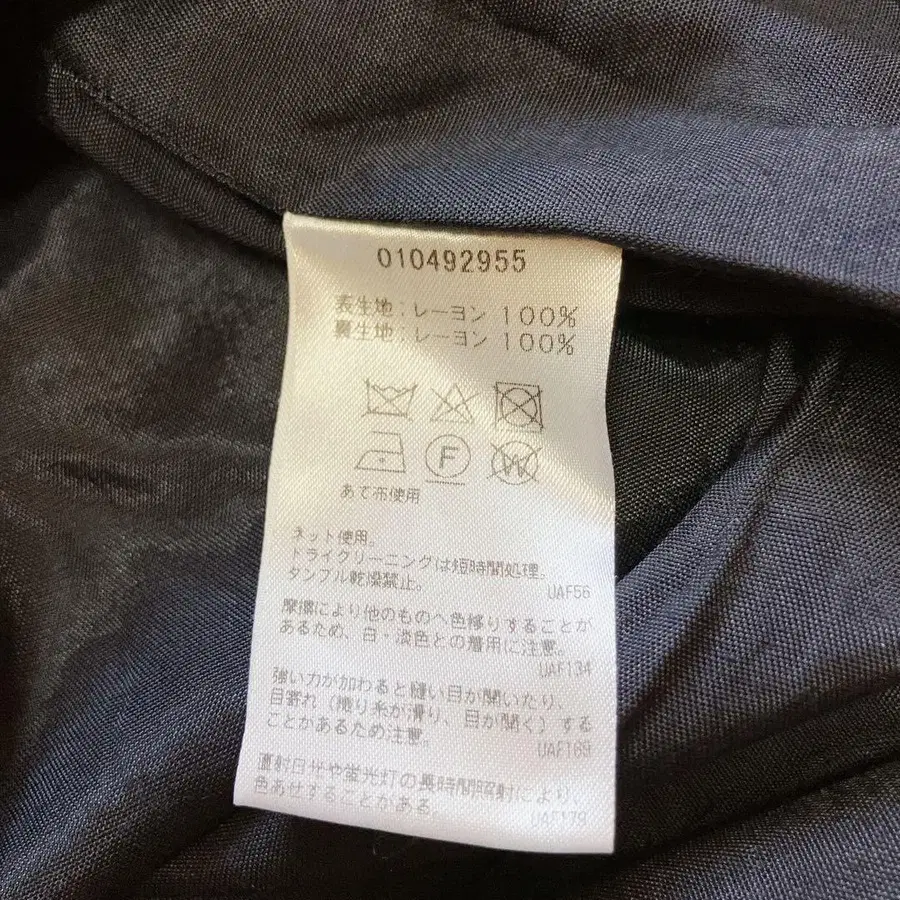 010492955
表生地：レーヨン 100%
裏生地：レーヨン 100%
F W
あて布使用
ネット使用。
ドライクリーニングは短時間処理。
タンブル乾燥禁止。 UAF56
摩擦により他のものへ色移りすることが
あるため、白・淡色との着用に注意。
UAF134
強い力が加わると縫い目が開いたり、
目寄れ（織り糸が滑り、目が開く）する
ことがあるため注意。 UAF169
直射日光や蛍光灯の長時間照射により、
色あせすることがある。 UAF179